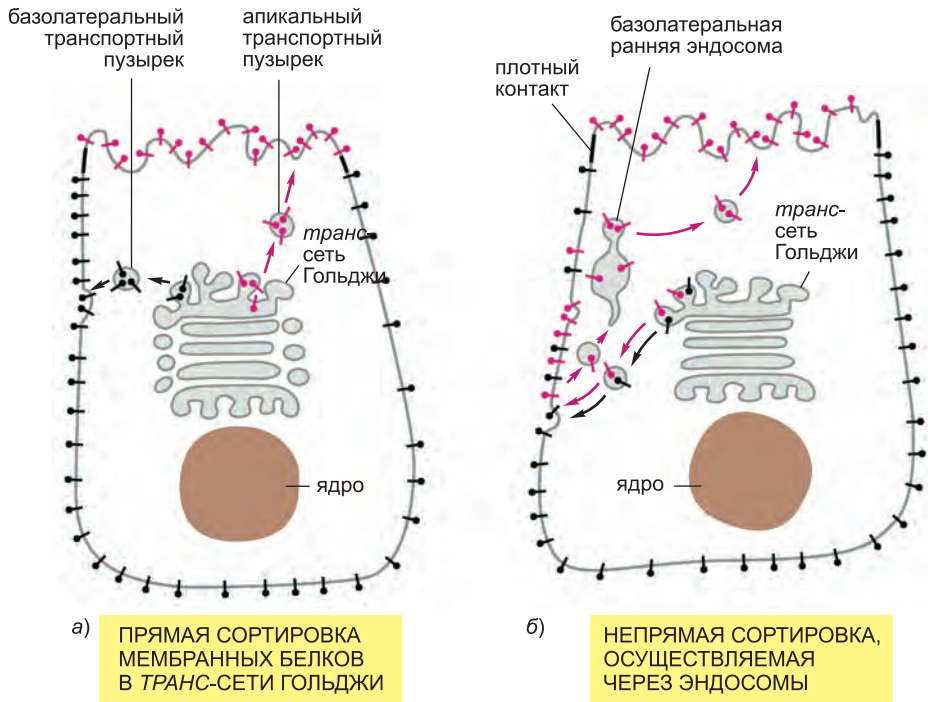 базолатеральный
транспортный
пузырек
апикальный
транспортный
пузырек
транс-
сеть
Гольджи
ядро
а) ПРЯМАЯ СОРТИРОВКА
МЕМБРАННЫХ БЕЛКОВ
В ТРАНС-СЕТИ ГОЛЬДЖИ
базолатеральная
ранняя эндосома
плотный
контакт
транс-
сеть
Гольджи
ядро
б) НЕПРЯМАЯ СОРТИРОВКА,
ОСУЩЕСТВЛЯЕМАЯ
ЧЕРЕЗ ЭНДОСОМЫ